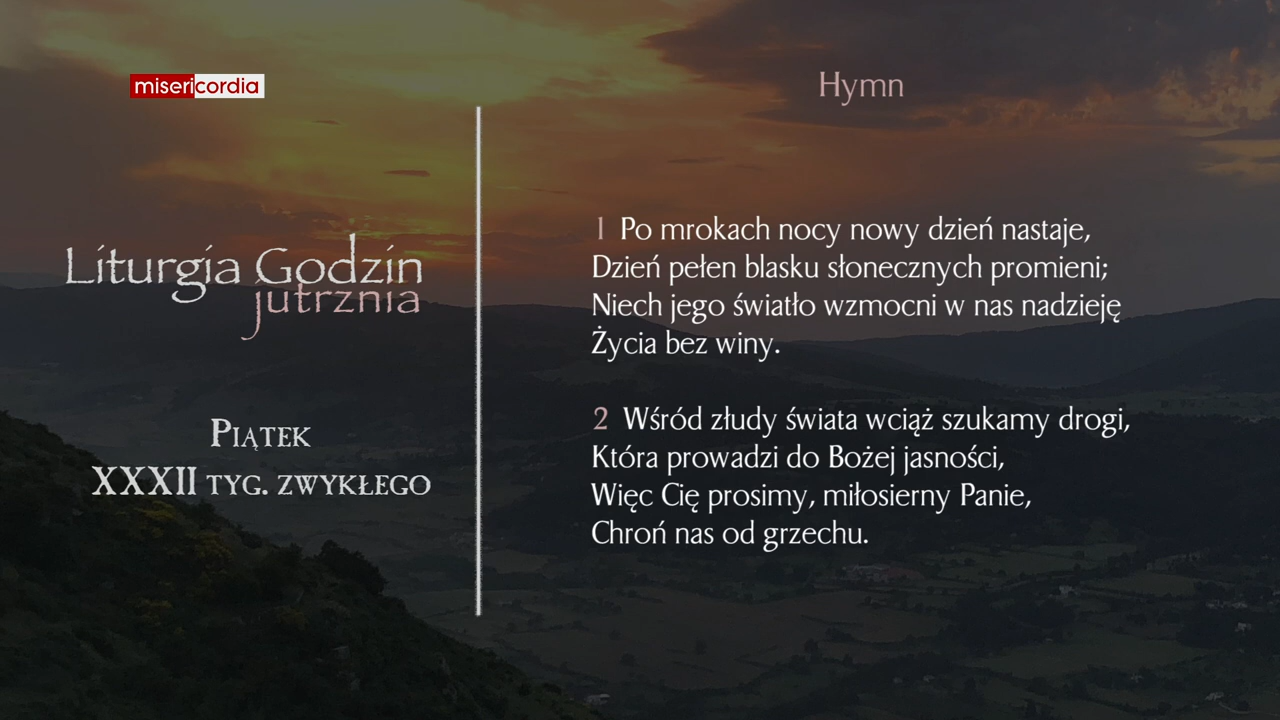 misericordia
Liturgia Godzin
jutrznia
Piątek
XXXII tyg. zwykłego
Hymn
1 Po mrokach nocy nowy dzień nastaje,
Dzień pełen blasku słonecznych promieni;
Niech jego światło wzmocni w nas nadzieję
Życia bez winy.
2 Wśród złudy świata wciąż szukamy drogi,
Która prowadzi do Bożej jasności,
Więc Cię prosimy, miłosierny Panie,
Chroń nas od grzechu.